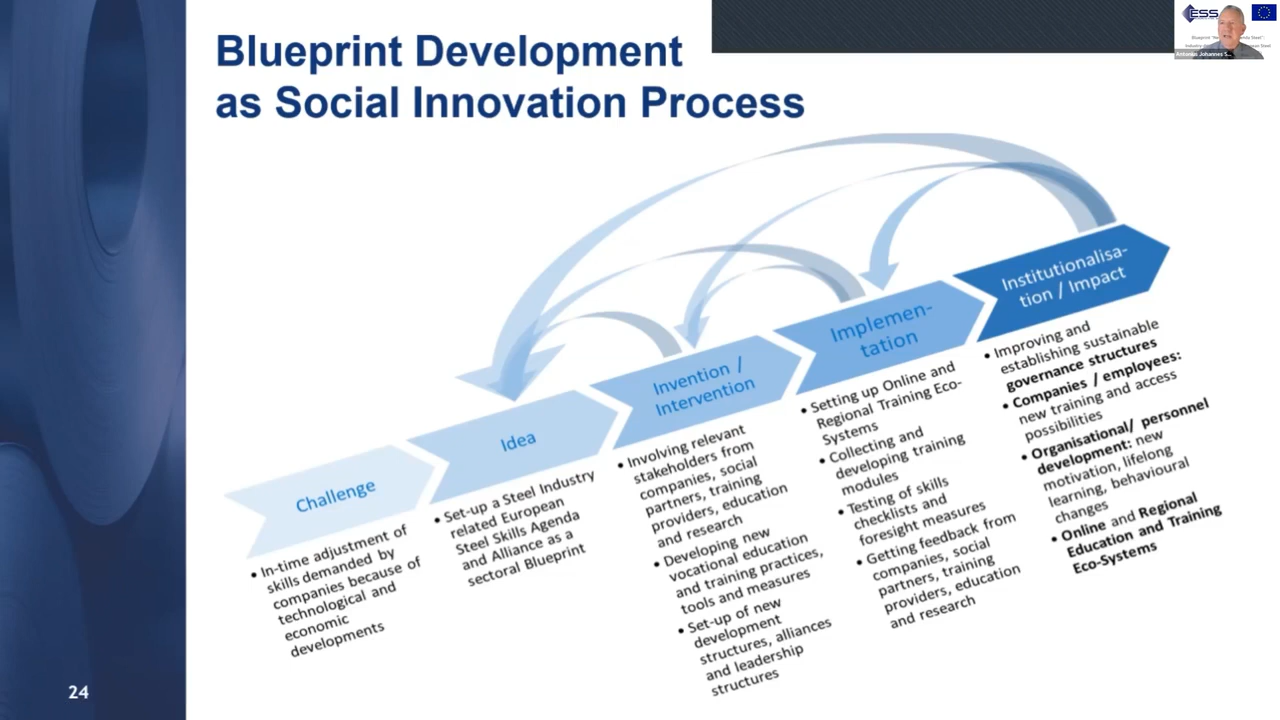 Blueprint Development
as Social Innovation Process
ESS
Antonius Johannes S...
Challenge
• In-time adjustment of
skills demanded by
companies because of
technological and
economic
developments
Idea
• Set-up a Steel Industry
related European
Steel Skills Agenda
and Alliance as a
sectoral Blueprint
Invention /
Intervention
• Involving relevant
stakeholders from
companies, social
partners, training
providers, education
and research
• Developing new
vocational education
and training practices,
tools and measures
• Set-up of new
development
structures, alliances
and leadership
structures
Implemen-
tation
• Setting up Online and
Regional Training Eco-
Systems
• Collecting and
developing training
modules
• Testing of skills
checklists and
foresight measures
• Getting feedback from
companies, social
partners, training
providers, education
and research
Institutionalisa-
tion / Impact
• Improving and
establishing sustainable
governance structures
• Companies / employees:
new training and access
possibilities
• Organisational/ personnel
development: new
motivation, lifelong
learning, behavioural
changes
• Online and Regional
Education and Training
Eco-Systems
24